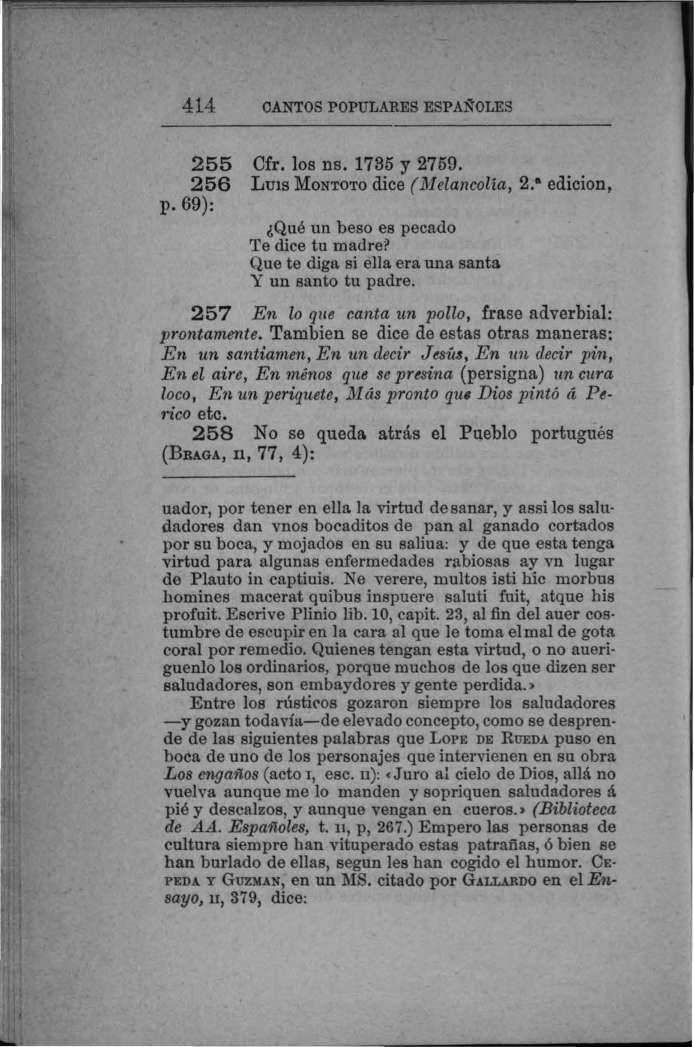 414 CANTOS POPULARES ESPAÑOLES
255 Cfr. los ns. 1735 y 2759.
256 LUIS MONTOTO dice (Melancolía, 2.ª edicion,
p. 69):
¿Qué un beso es pecado
Te dice tu madre?
Que te diga si ella era una santa
Y un santo tu padre.
257 En lo que canta un pollo, frase adverbial:
prontamente. Tambien se dice de estas otras maneras:
En un santiamen, En un decir Jesús, En un decir pin,
En el aire, En ménos que se presina (persigna) un cura
loco, En un periquete, Más pronto que Dios pintó á Pe-
rico etc.
258 No se queda atrás el Pueblo portugués
(BRAGA, II, 77, 4):
uador, por tener en ella la virtud de sanar, y assi los salu-
dadores dan vnos bocaditos de pan al ganado cortados
por su boca, y mojados en su saliua: y de que esta tenga
virtud para algunas enfermedades rabiosas ay vn lugar
de Plauto in captiuis. Ne verere, multos isti hic morbus
homines macerat quibus inspuere saluti fuit, atque his
profuit. Escrive Plinio lib. 10, capit. 23, al fin del auer cos-
tumbre de escupir en la cara al que le toma el mal de gota
coral por remedio. Quienes tengan esta virtud, o no aueri-
guenlo los ordinarios, porque muchos de los que dizen ser
saludadores, son embaydores y gente perdida.»
Entre los rústicos gozaron siempre los saludadores
—y gozan todavía—de elevado concepto, como se despren-
de de las siguientes palabras que LOPE DE RUEDA puso en
boca de uno de los personajes que intervienen en su obra
Los engaños (acto I, esc. II): «Juro al cielo de Dios, allá no
vuelva aunque me lo manden y sopriquen saludadores á
pié y descalzos, y aunque vengan en cueros.» (Biblioteca
de AA. Españoles, t. II, p, 267.) Empero las personas de
cultura siempre han vituperado estas patrañas, ó bien se
han burlado de ellas, segun les han cogido el humor. CE-
PEDA Y GUZMAN, en un MS. citado por GALLARDO en el En-
sayo, II, 379, dice: